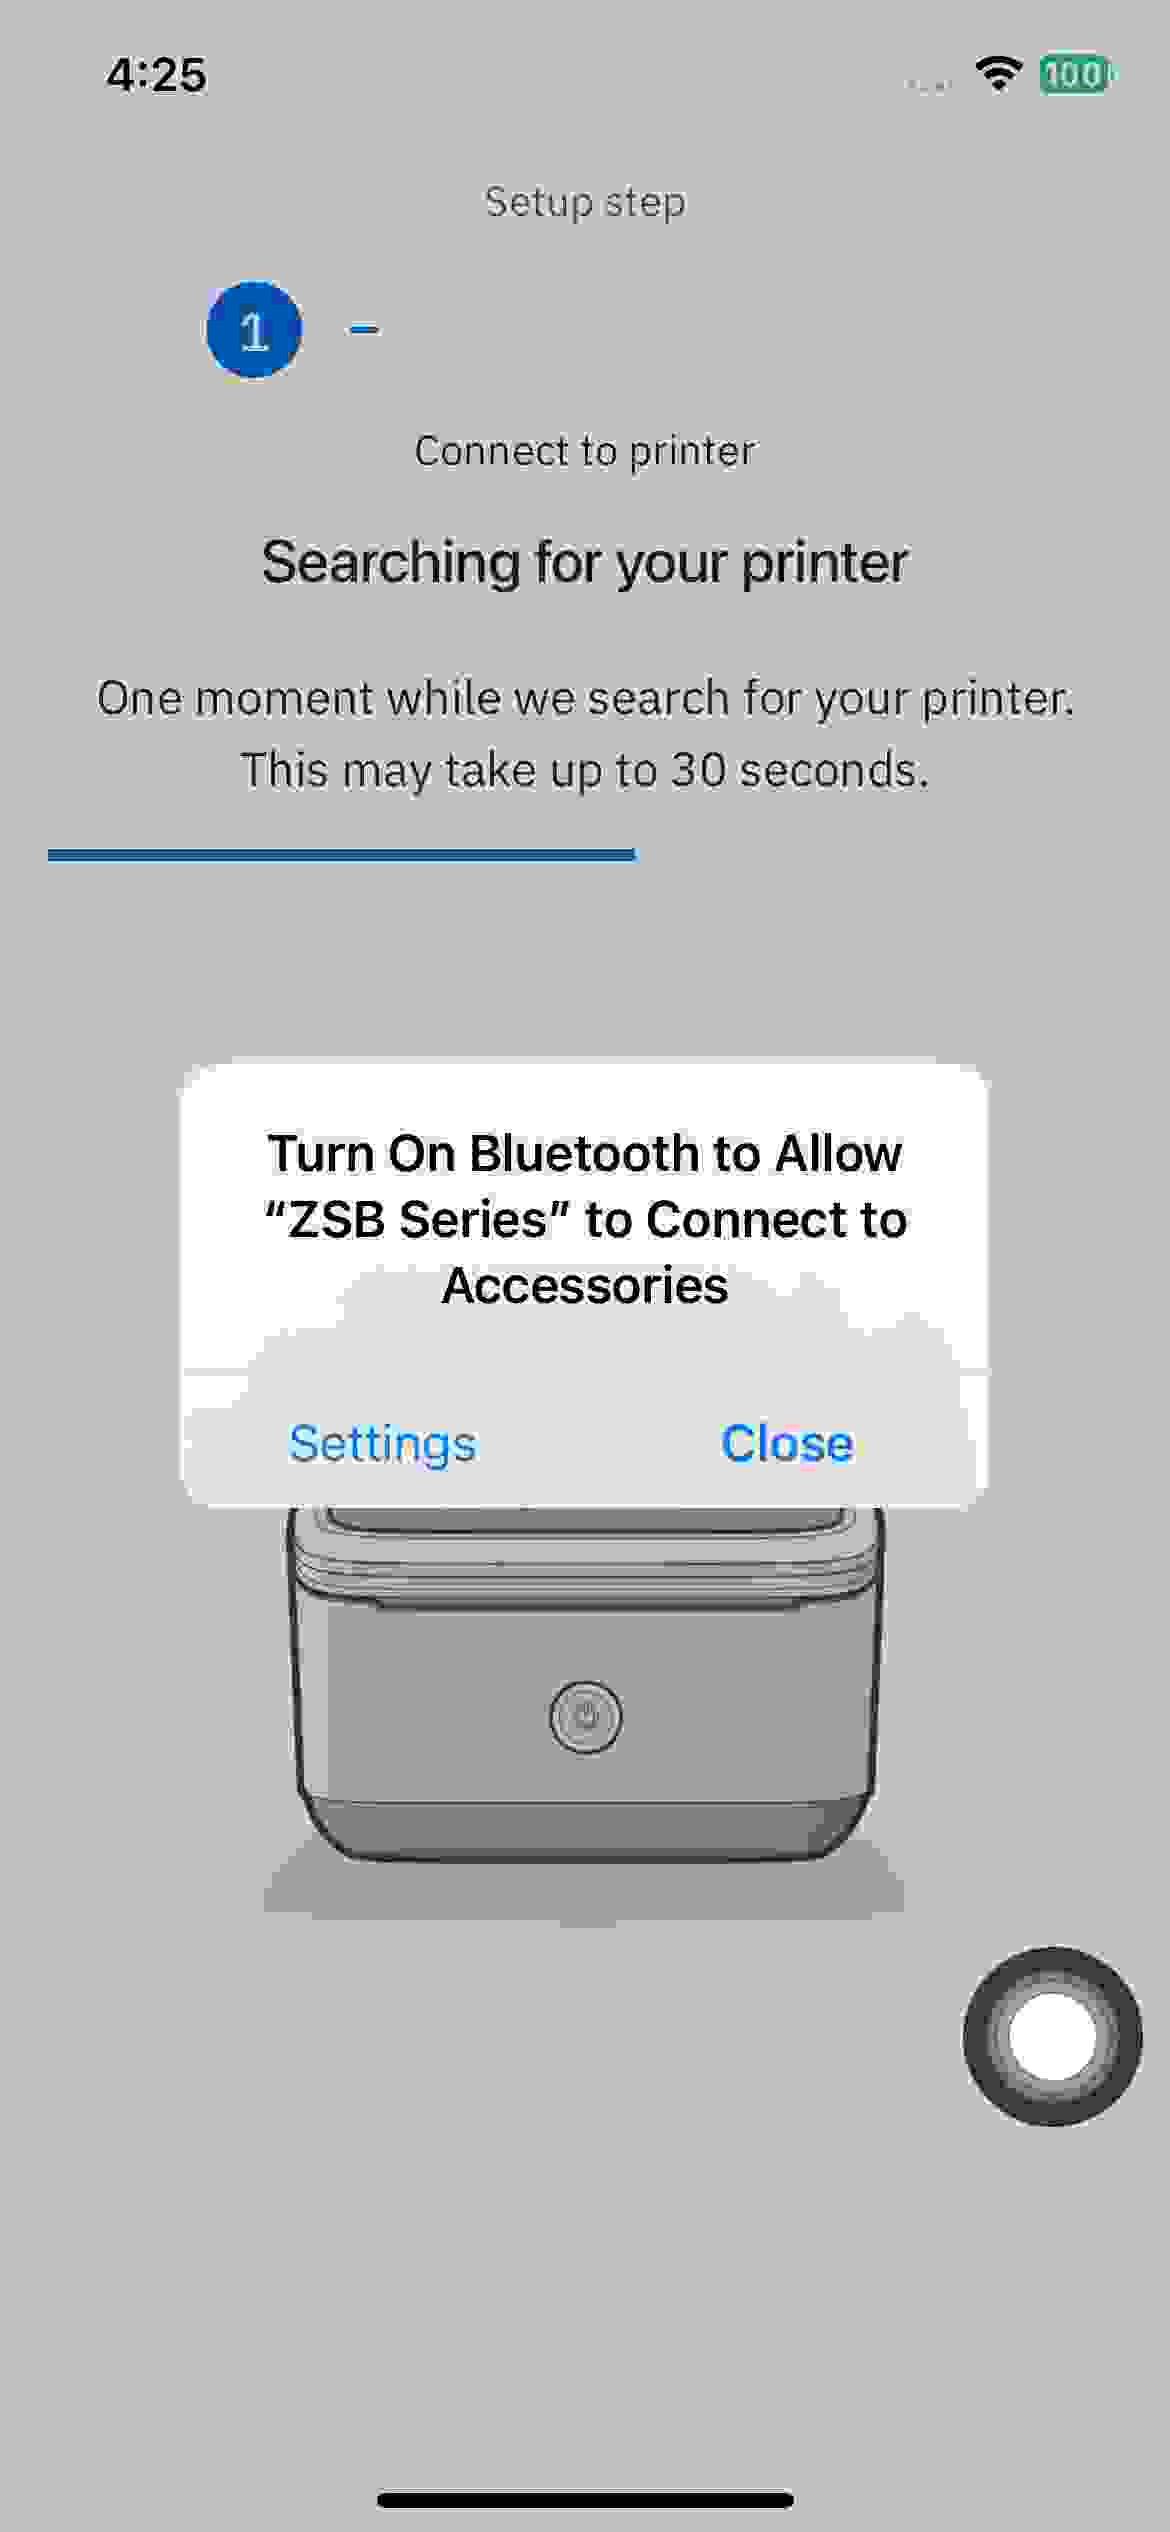 4:25
100
Setup step
1
Connect to printer
Searching for your printer
One moment while we search for your printer.
This may take up to 30 seconds.
Turn On Bluetooth to Allow
“ZSB Series” to Connect to
Accessories
Settings
Close